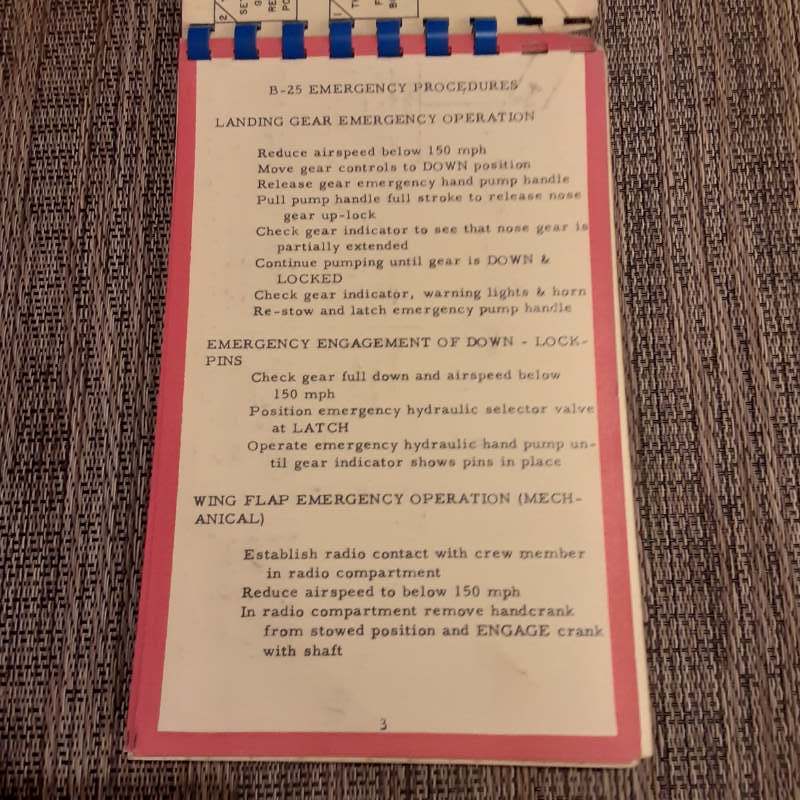 2/
SET
RE
PO
1
B-25 EMERGENCY PROCEDURES
LANDING GEAR EMERGENCY OPERATION
Reduce airspeed below 150 mph
Move gear controls to DOWN position
Release gear emergency hand pump handle
Pull pump handle full stroke to release nose
gear up-lock
Check gear indicator to see that nose gear is
partially extended
Continue pumping until gear is DOWN &
LOCKED
Check gear indicator, warning lights & horn
Re-stow and latch emergency pump handle
EMERGENCY ENGAGEMENT OF DOWN - LOCK-
PINS
Check gear full down and airspeed below
150 mph
Position emergency hydraulic selector valve
at LATCH
Operate emergency hydraulic hand pump un-
til gear indicator shows pins in place
WING FLAP EMERGENCY OPERATION (MECH-
ANICAL)
Establish radio contact with crew member
in radio compartment
Reduce airspeed to below 150 mph
In radio compartment remove handcrank
from stowed position and ENGAGE crank
with shaft
3